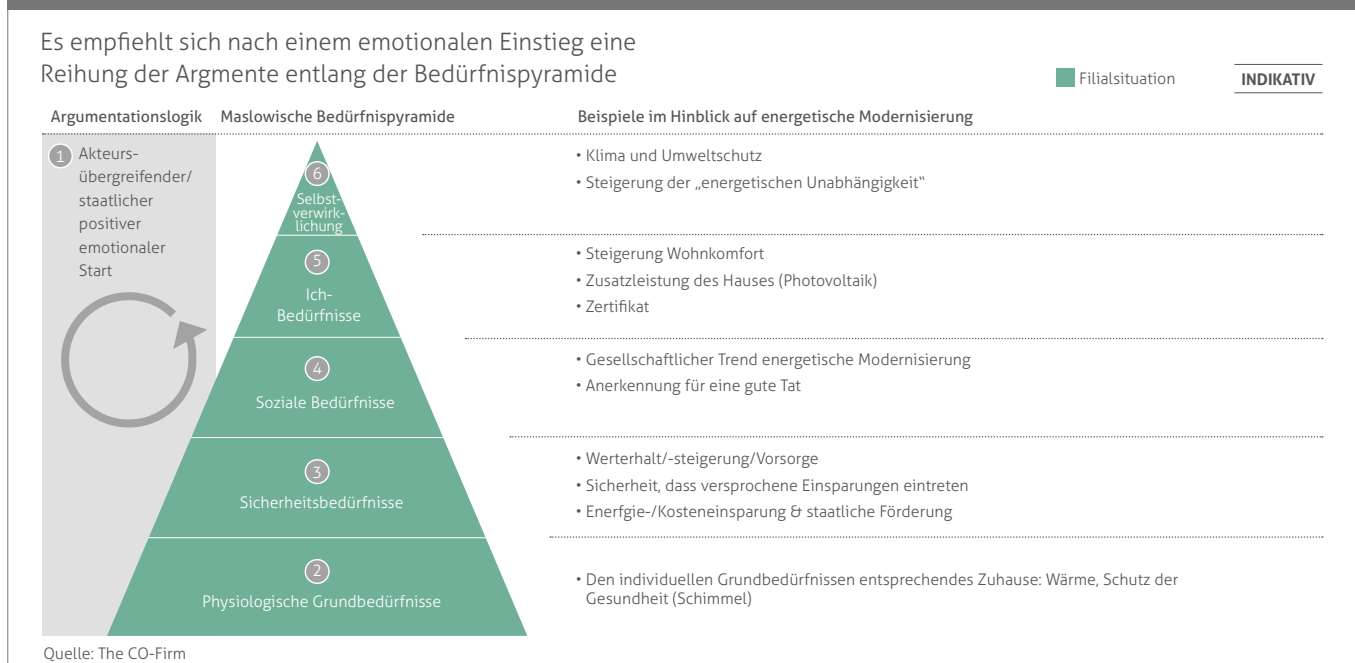 Es empfiehlt sich nach einem emotionalen Einstieg eine
Reihung der Argmente entlang der Bedürfnispyramide
Filialsituation
INDIKATIV
Argumentationslogik
Maslowische Bedürfnispyramide
Beispiele im Hinblick auf energetische Modernisierung
1 Akteurs-
übergreifender/
staatlicher
positiver
emotionaler
Start
6
Selbst-
verwirk-
lichung
• Klima und Umweltschutz
• Steigerung der „energetischen Unabhängigkeit“
5
Ich-
Bedürfnisse
• Steigerung Wohnkomfort
• Zusatzleistung des Hauses (Photovoltaik)
• Zertifikat
4
Soziale Bedürfnisse
• Gesellschaftlicher Trend energetische Modernisierung
• Anerkennung für eine gute Tat
3
Sicherheitsbedürfnisse
• Werterhalt/-steigerung/Vorsorge
• Sicherheit, dass versprochene Einsparungen eintreten
• Enerfgie-/Kosteneinsparung & staatliche Förderung
2
Physiologische Grundbedürfnisse
• Den individuellen Grundbedürfnissen entsprechendes Zuhause: Wärme, Schutz der
Gesundheit (Schimmel)
Quelle: The CO-Firm